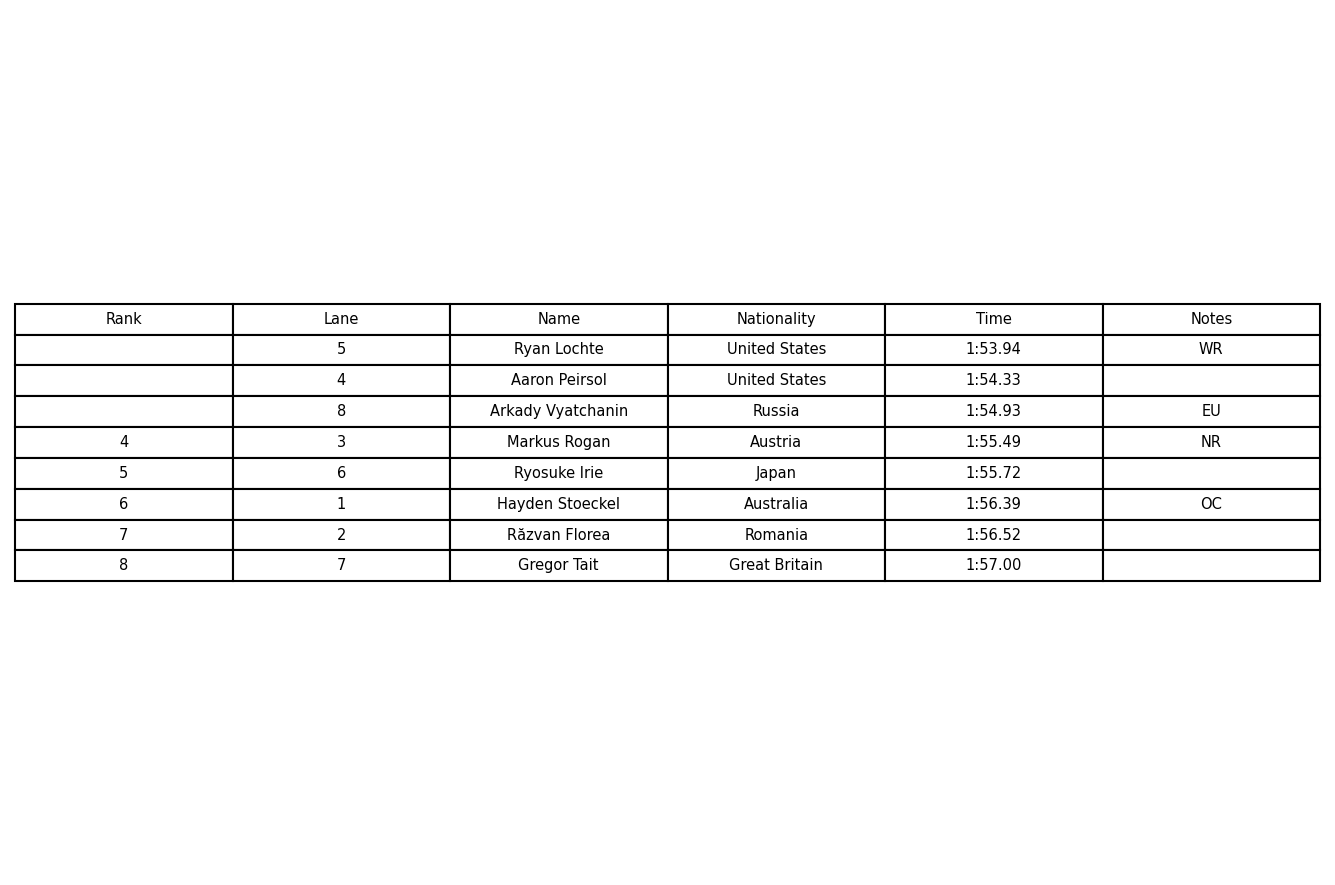 Rank Lane Name Nationality Time Notes
5 Ryan Lochte United States 1:53.94 WR
4 Aaron Peirsol United States 1:54.33
8 Arkady Vyatchanin Russia 1:54.93 EU
4 3 Markus Rogan Austria 1:55.49 NR
5 6 Ryosuke Irie Japan 1:55.72
6 1 Hayden Stoeckel Australia 1:56.39 OC
7 2 Răzvan Florea Romania 1:56.52
8 7 Gregor Tait Great Britain 1:57.00